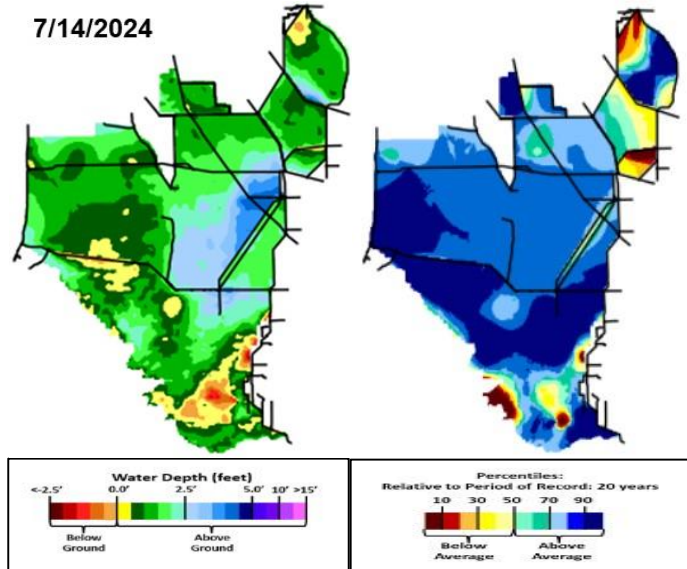 7/14/2024
Water Depth (feet)
<-2.5' 0.0' 2.5' 5.0' 10' >15'
Below Ground
Above Ground
Percentiles:
Relative to Period of Record: 20 years
10 30 50 70 90
Below Average
Above Average